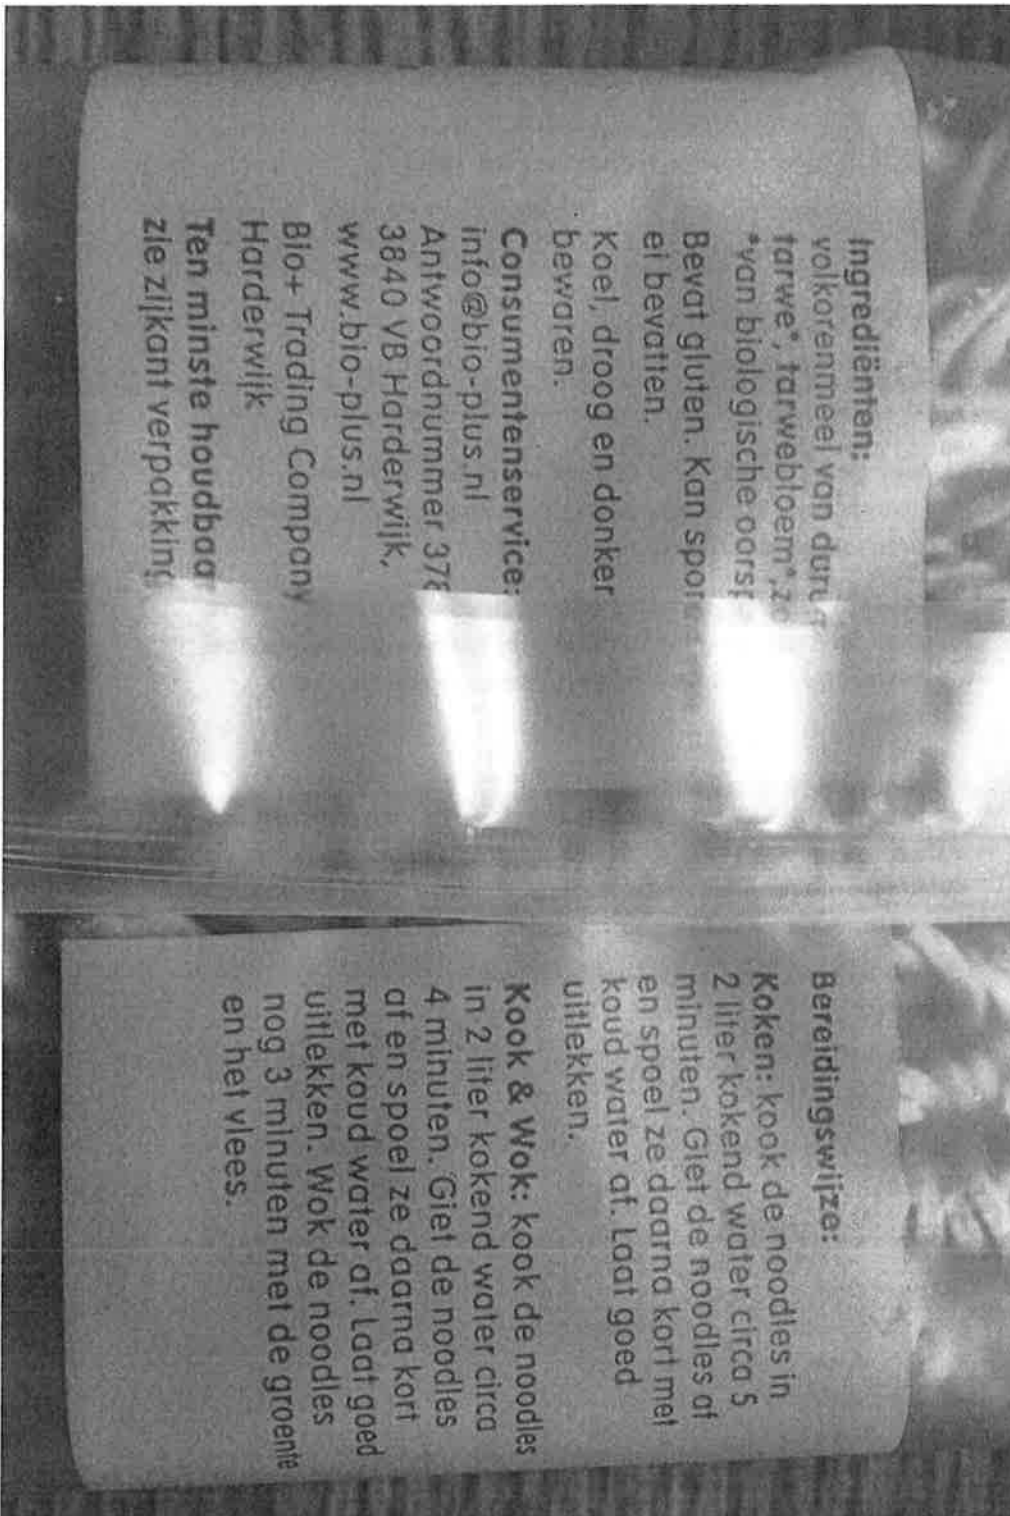 Ingrediënten:
volkorenmeel van
tarwe*, tarwebloem*,
*van biologische
Bevat gluten. Kan
ei bevatten.
Koel, droog en donker
bewaren.
Consumentenservice:
info@bio-plus.nl
Antwoordnummer
3840 VB Harderwijk,
www.bio-plus.nl
Bio+ Trading Company
Harderwijk
Ten minste houdbaar
zie zijkant verpakking
Bereidingswijze:
Koken: kook de noodles in
2 liter kokend water circa 5
minuten. Giet de noodles af
en spoel ze daarna kort met
koud water af. Laat goed
uitlekken.
Kook & Wok: kook de noodles
in 2 liter kokend water circa
4 minuten. Giet de noodles
af en spoel ze daarna kort
met koud water af. Laat goed
uitlekken. Wok de noodles
nog 3 minuten met de groente
en het vlees.